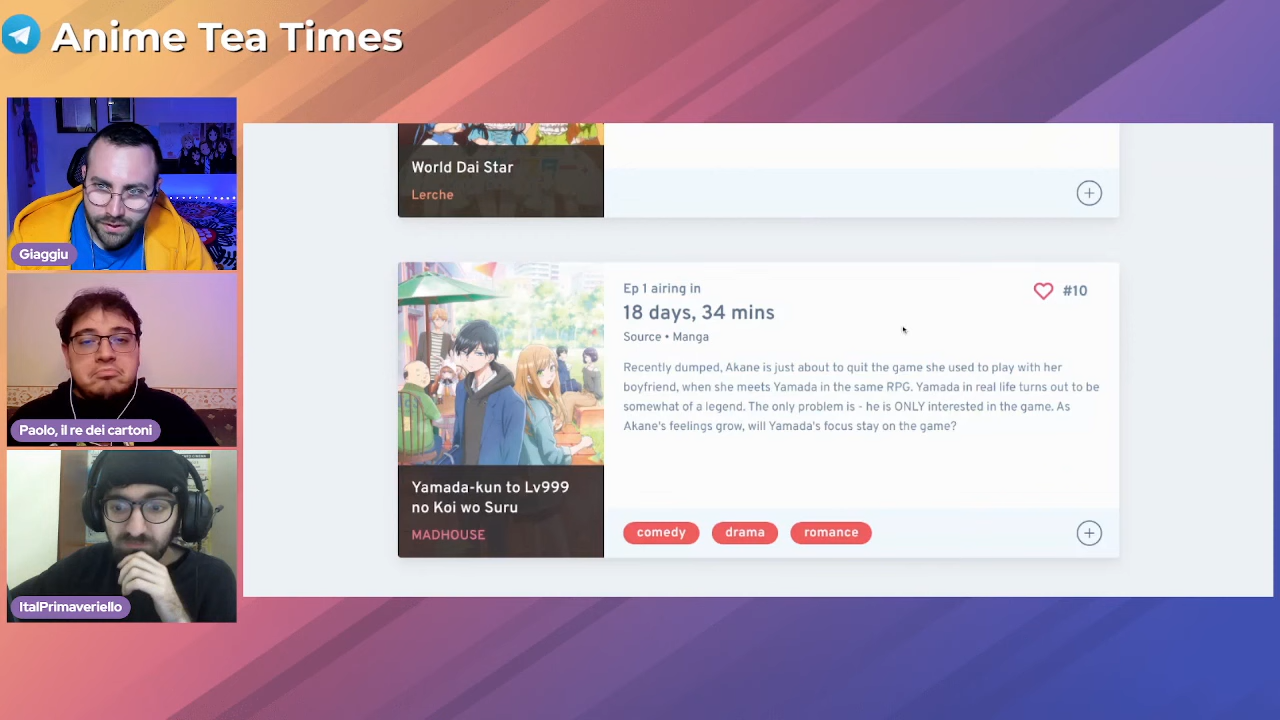 Anime Tea Times
Giaggiu
Paolo, il re dei cartoni
ItalPrimaveriello
World Dai Star
Lerche
Ep 1 airing in
18 days, 34 mins
Source • Manga
#10
Recently dumped, Akane is just about to quit the game she used to play with her
boyfriend, when she meets Yamada in the same RPG. Yamada in real life turns out to be
somewhat of a legend. The only problem is - he is ONLY interested in the game. As
Akane's feelings grow, will Yamada's focus stay on the game?
Yamada-kun to Lv999
no Koi wo Suru
MADHOUSE
comedy
drama
romance